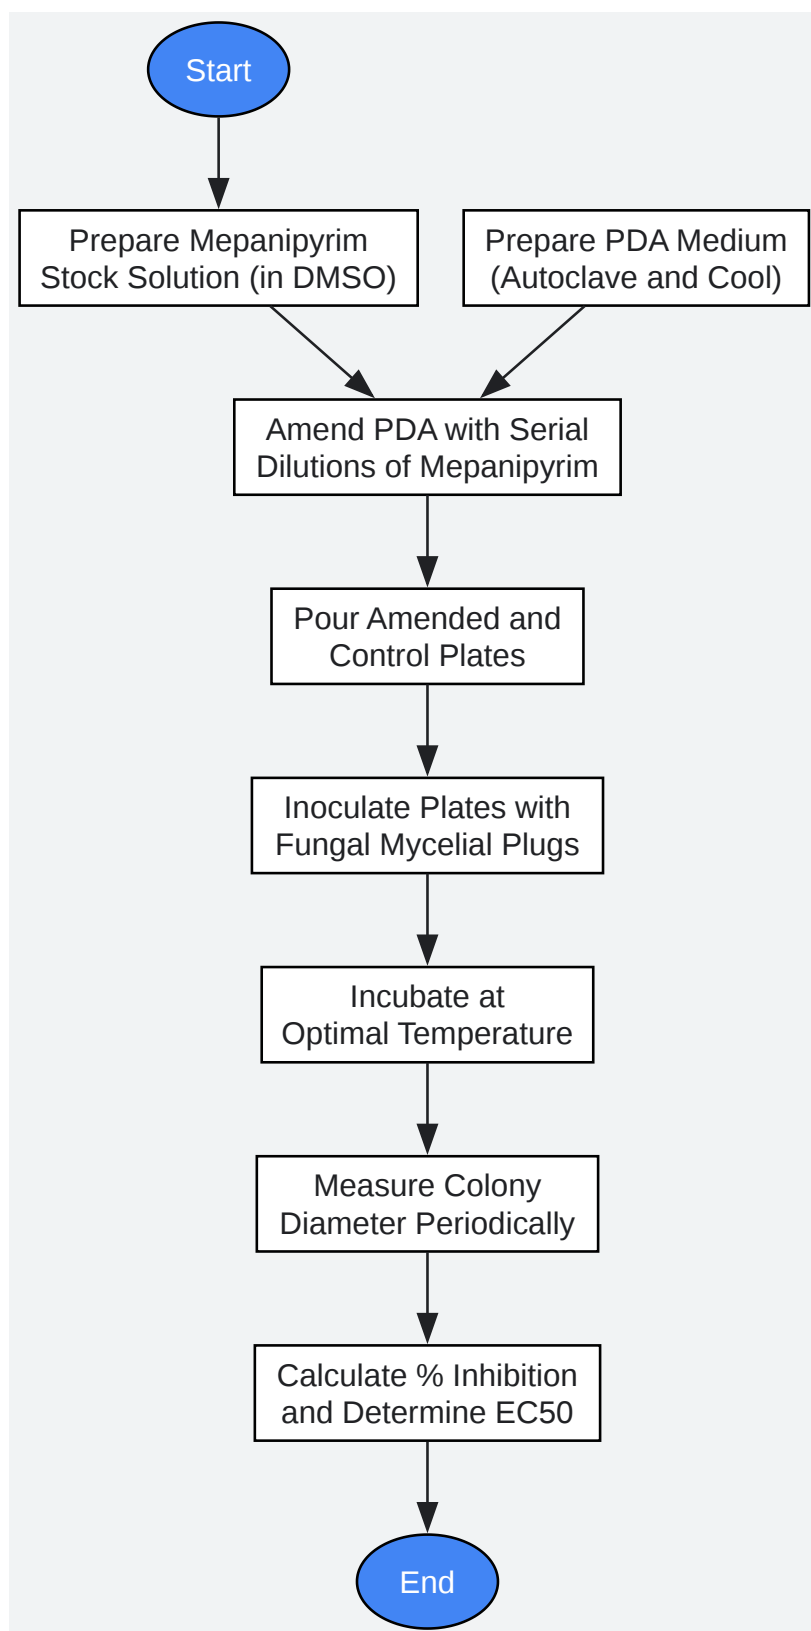 Start
Prepare Mepanipyrim
Stock Solution (in DMSO)
Prepare PDA Medium
(Autoclave and Cool)
Amend PDA with Serial
Dilutions of Mepanipyrim
Pour Amended and
Control Plates
Inoculate Plates with
Fungal Mycelial Plugs
Incubate at
Optimal Temperature
Measure Colony
Diameter Periodically
Calculate % Inhibition
and Determine EC50
End